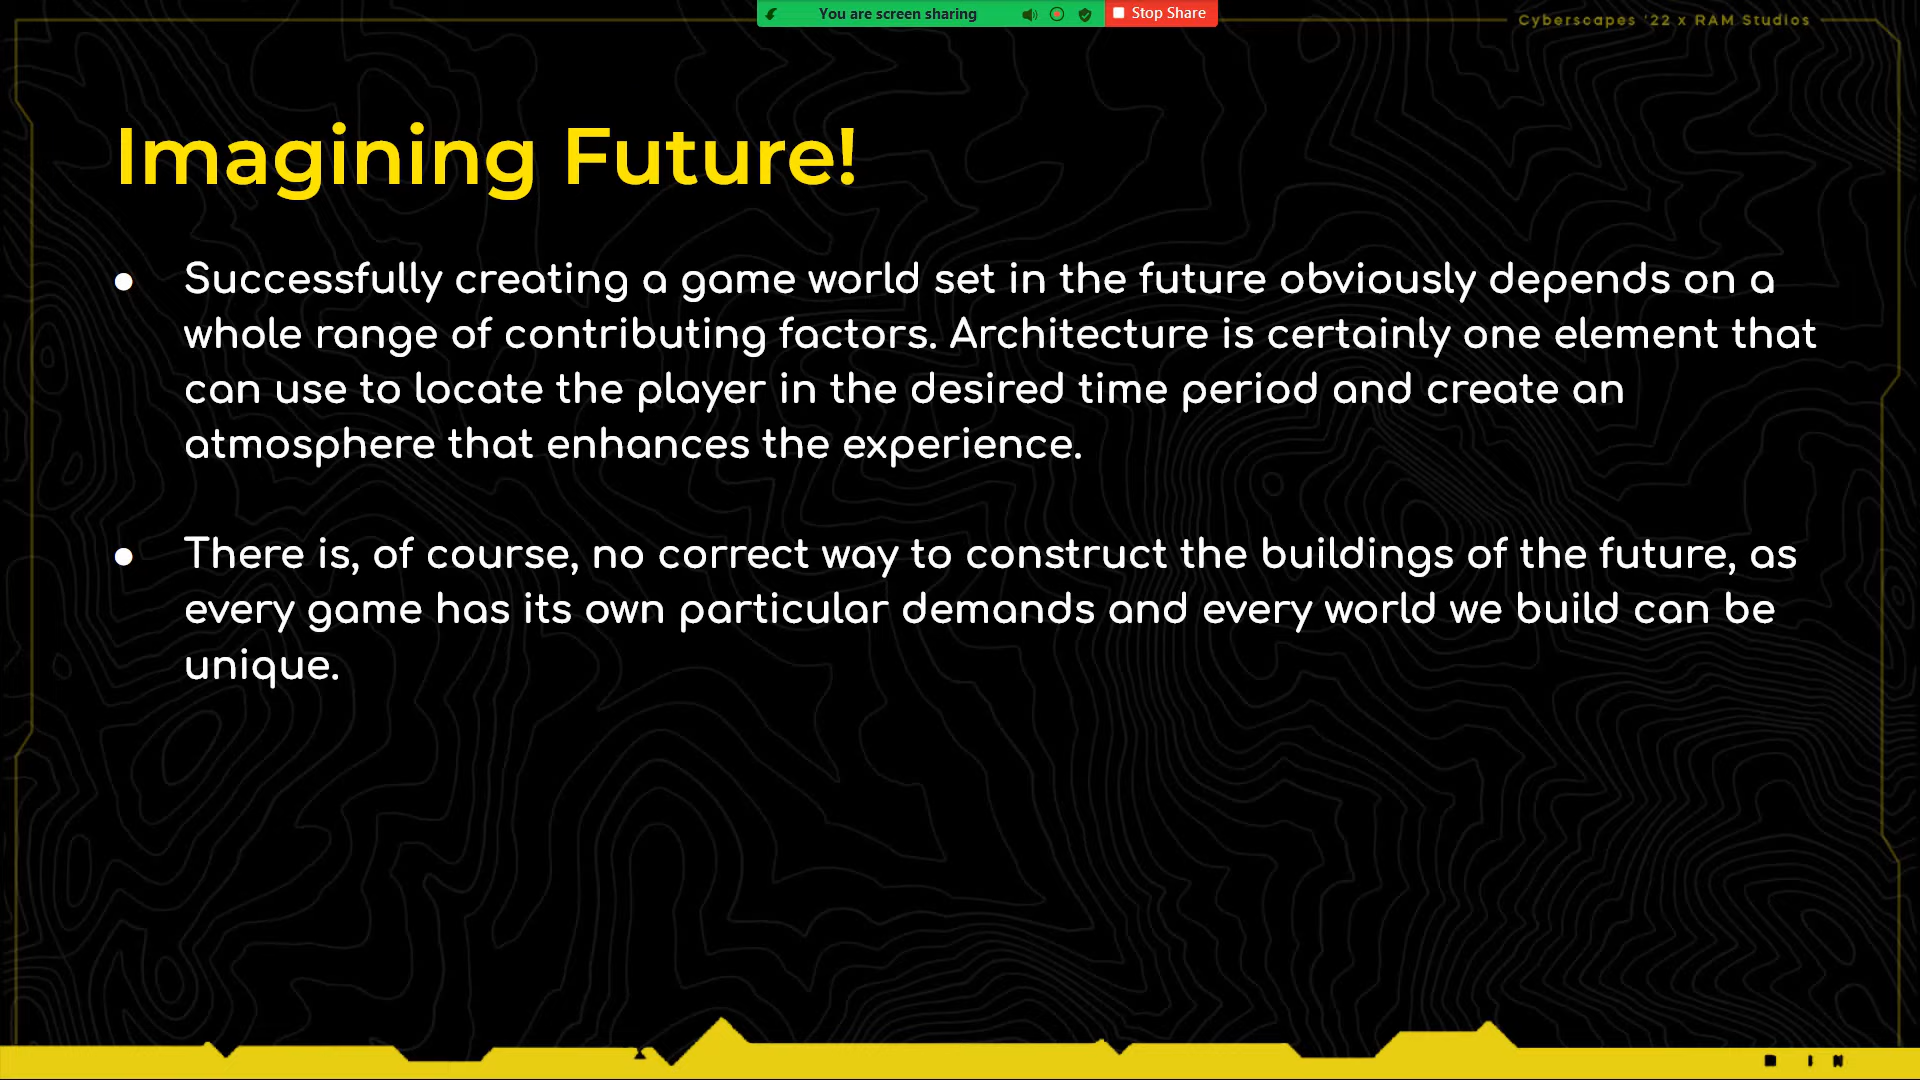 You are screen sharing
Stop Share
Cyberscapes '22 x RAM Studios
Imagining Future!
● Successfully creating a game world set in the future obviously depends on a
whole range of contributing factors. Architecture is certainly one element that
can use to locate the player in the desired time period and create an
atmosphere that enhances the experience.
● There is, of course, no correct way to construct the buildings of the future, as
every game has its own particular demands and every world we build can be
unique.